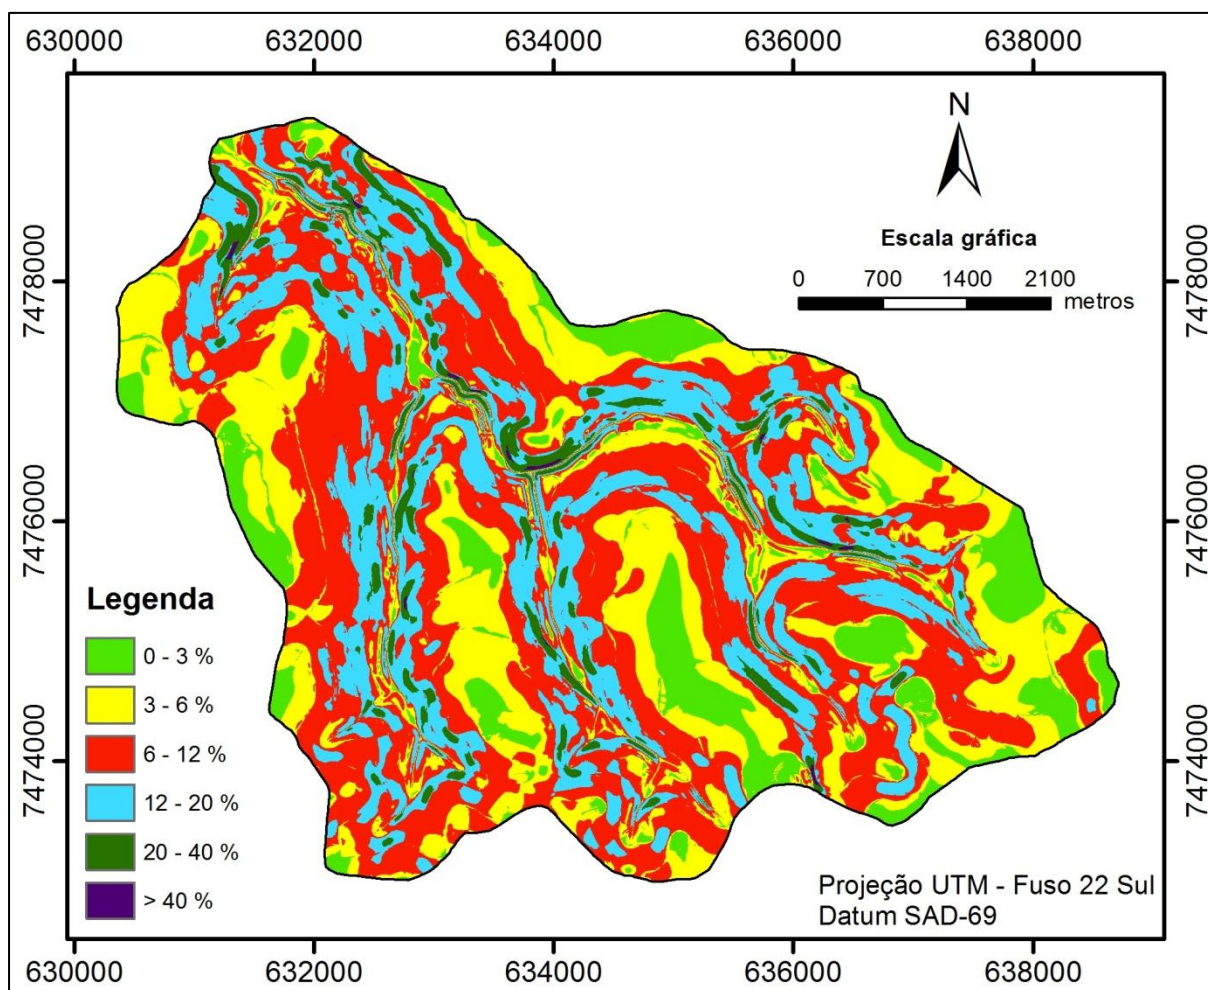 630000 632000 634000 636000 638000
N
Escala gráfica
0 700 1400 2100
metros
7478000
7478000
7476000
7476000
7474000
7474000
Legenda
0 - 3 %
3 - 6 %
6 - 12 %
12 - 20 %
20 - 40 %
> 40 %
Projeção UTM - Fuso 22 Sul
Datum SAD-69
630000 632000 634000 636000 638000